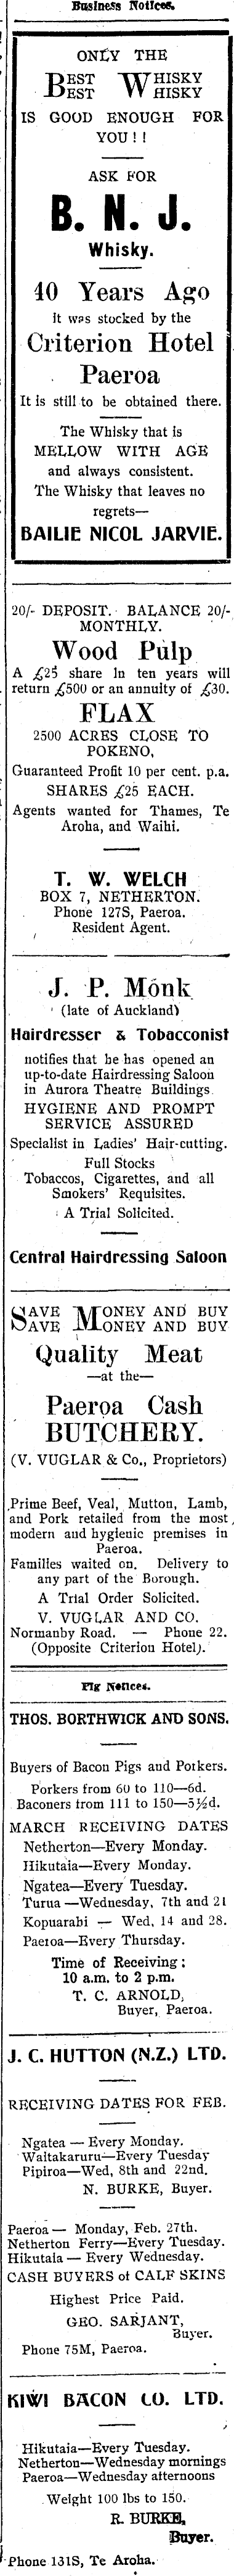 Business Notices.
ONLY THE
BEST WHISKY
BEST WHISKY
IS GOOD ENOUGH FOR
YOU ! !
ASK FOR
B. N. J.
Whisky.
40 Years Ago
it was stocked by the
Criterion Hotel
Paeroa
It is still to be obtained there.
The Whisky that is
MELLOW WITH AGE
and always consistent.
The Whisky that leaves no
regrets—
BAILIE NICOL JARVIE.
20/- DEPOSIT. BALANCE 20/-
MONTHLY.
Wood Pulp
A £25 share in ten years will
return £500 or an annuity of £30.
FLAX
2500 ACRES CLOSE TO
POKENO,
Guaranteed Profit 10 per cent. p.a.
SHARES £25 EACH.
Agents wanted for Thames, Te
Aroha, and Waihi.
T. W. WELCH
BOX 7, NETHERTON.
Phone 127S, Paeroa.
Resident Agent.
J. P. Monk
(late of Auckland)
Hairdresser & Tobacconist
notifies that he has opened an
up-to-date Hairdressing Saloon
in Aurora Theatre Buildings.
HYGIENE AND PROMPT
SERVICE ASSURED
Specialist in Ladies' Hair-cutting.
Full Stocks
Tobaccos, Cigarettes, and all
Smokers' Requisites.
A Trial Solicited.
Central Hairdressing Saloon
SAVE MONEY AND BUY
SAVE MONEY AND BUY
Quality Meat
—at the—
Paeroa Cash
BUTCHERY.
(V. VUGLAR & Co., Proprietors)
Prime Beef, Veal, Mutton, Lamb,
and Pork retailed from the most
modern and hygienic premises in
Paeroa.
Families waited on. Delivery to
any part of the Borough.
A Trial Order Solicited.
V. VUGLAR AND CO.
Normanby Road. — Phone 22.
(Opposite Criterion Hotel).
Pig Notices.
THOS. BORTHWICK AND SONS.
Buyers of Bacon Pigs and Porkers.
Porkers from 60 to 110—6d.
Baconers from 111 to 150—5½d.
MARCH RECEIVING DATES
Netherton—Every Monday.
Hikutaia—Every Monday.
Ngatea—Every Tuesday.
Turua—Wednesday, 7th and 21
Kopuarahi — Wed, 14 and 28.
Paeroa—Every Thursday.
Time of Receiving:
10 a.m. to 2 p.m.
T. C. ARNOLD,
Buyer, Paeroa.
J. C. HUTTON (N.Z.) LTD.
RECEIVING DATES FOR FEB.
Ngatea — Every Monday.
Waitakaruru—Every Tuesday
Pipiroa—Wed, 8th and 22nd.
N. BURKE, Buyer.
Paeroa — Monday, Feb. 27th.
Netherton Ferry—Every Tuesday.
Hikutaia — Every Wednesday.
CASH BUYERS of CALF SKINS
Highest Price Paid.
GEO. SARJANT,
Buyer.
Phone 75M, Paeroa.
KIWI BACON CO. LTD.
Hikutaia—Every Tuesday.
Netherton—Wednesday mornings
Paeroa—Wednesday afternoons
Weight 100 lbs to 150.
R. BURKE,
Buyer.
Phone 131S, Te Aroha.